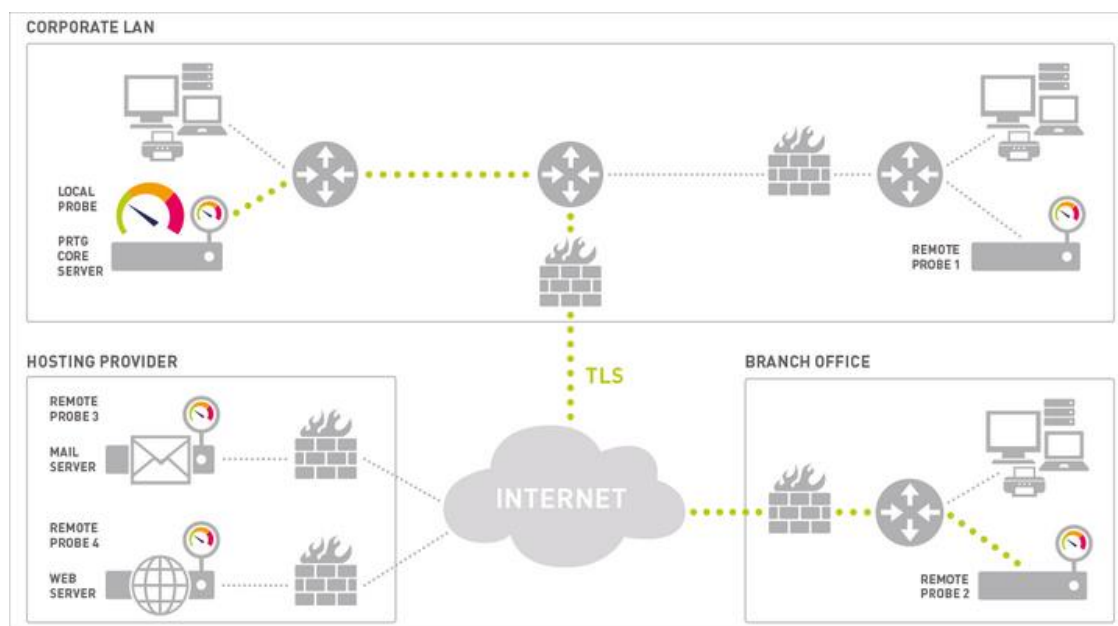 CORPORATE LAN
LOCAL
PROBE
PRTG
CORE
SERVER
REMOTE
PROBE 1
HOSTING PROVIDER
REMOTE
PROBE 3
MAIL
SERVER
REMOTE
PROBE 4
WEB
SERVER
TLS
INTERNET
BRANCH OFFICE
REMOTE
PROBE 2